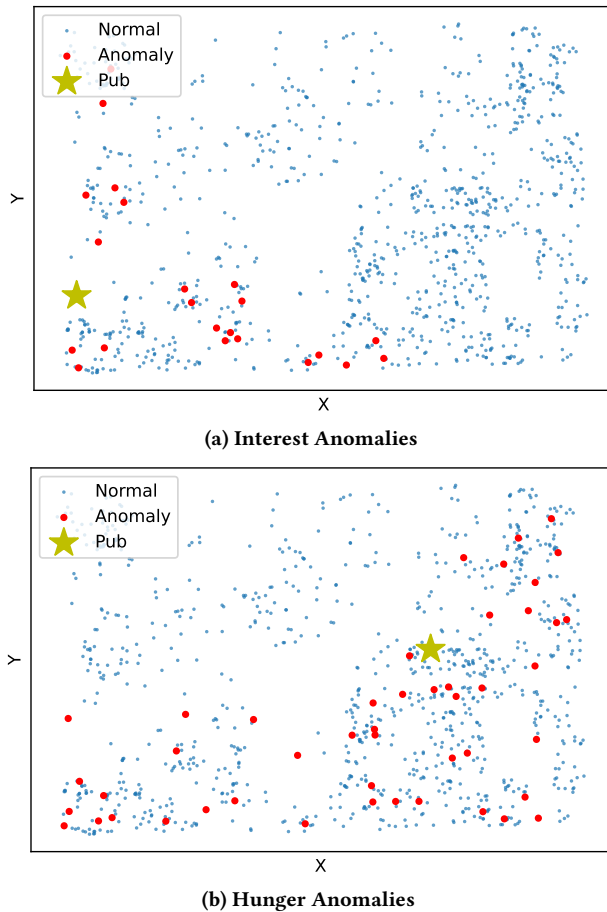 Normal
Anomaly
Pub
Y
X
(a) Interest Anomalies
Normal
Anomaly
Pub
Y
X
(b) Hunger Anomalies